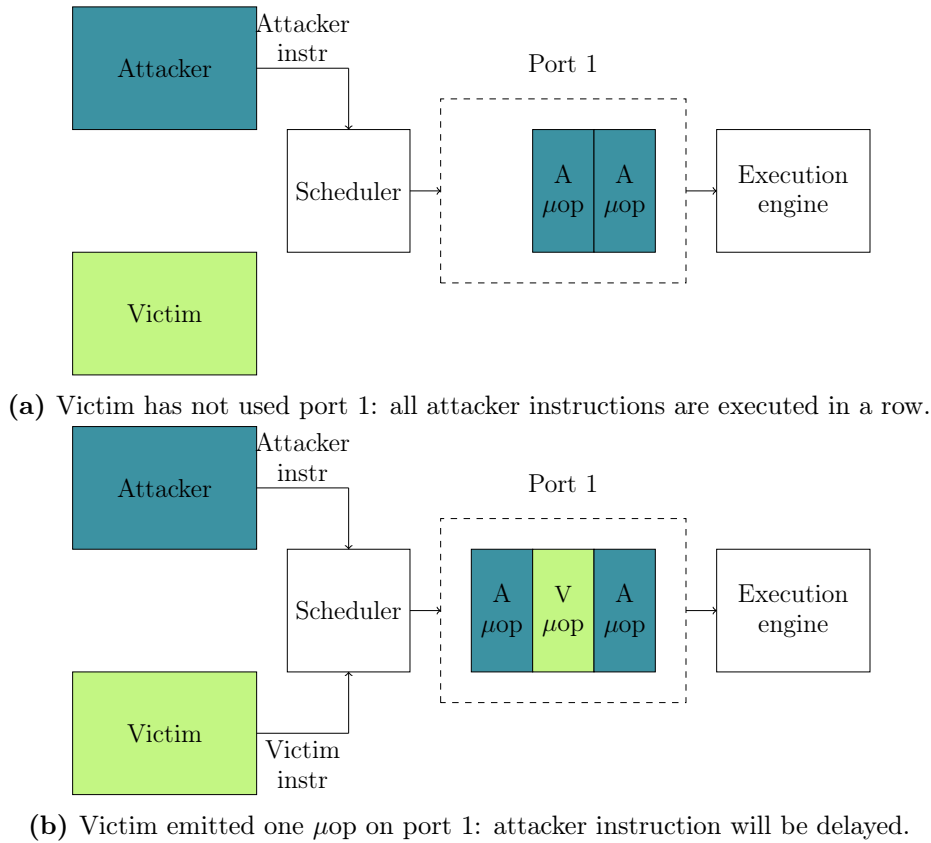 Attacker
instr
Attacker
Port 1
Scheduler
A
μop
A
μop
Execution
engine
Victim
(a) Victim has not used port 1: all attacker instructions are executed in a row.
Attacker
instr
Attacker
Port 1
Scheduler
A
μop
V
μop
A
μop
Execution
engine
Victim
Victim
instr
(b) Victim emitted one μop on port 1: attacker instruction will be delayed.